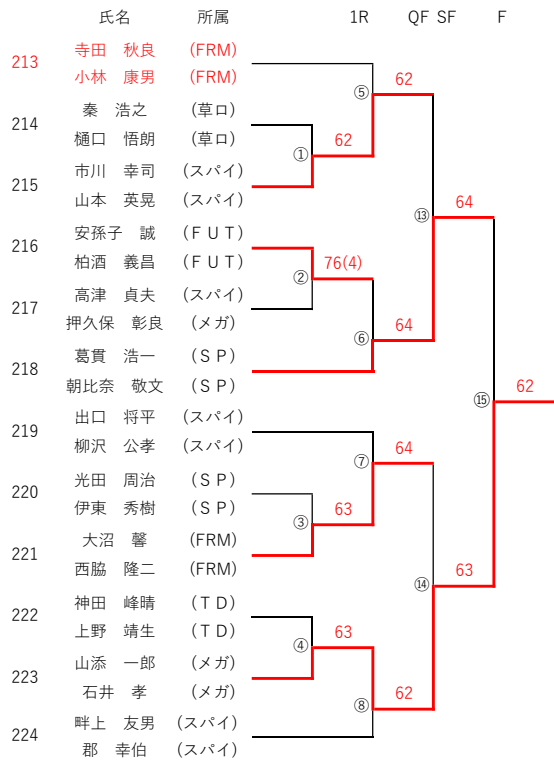 氏名 所属 1R QF SF F
213 寺田 秋良 (FRM)
小林 康男 (FRM)
⑤ 62
214 秦 浩之 (草ロ)
樋口 悟朗 (草ロ)
① 62
215 市川 幸司 (スパイ)
山本 英晃 (スパイ)
⑬ 64
216 安孫子 誠 (ＦＵＴ)
柏酒 義昌 (ＦＵＴ)
② 76(4)
217 高津 貞夫 (スパイ)
押久保 彰良 (メガ)
⑥ 64
218 葛貫 浩一 (ＳＰ)
朝比奈 敬文 (ＳＰ)
⑮ 62
219 出口 将平 (スパイ)
柳沢 公孝 (スパイ)
⑦ 64
220 光田 周治 (ＳＰ)
伊東 秀樹 (ＳＰ)
③ 63
221 大沼 馨 (FRM)
西脇 隆二 (FRM)
⑭ 63
222 神田 峰晴 (ＴＤ)
上野 靖生 (ＴＤ)
④ 63
223 山添 一郎 (メガ)
石井 孝 (メガ)
⑧ 62
224 畔上 友男 (スパイ)
郡 幸伯 (スパイ)